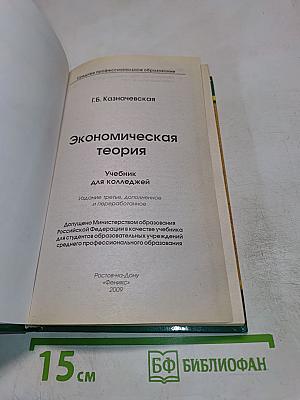 Среднее профессиональное образование
Г.Б. Казначевская
Экономическая
теория
Учебник
для колледжей
Издание третье, дополненное
и переработанное
Допущено Министерством образования
Российской Федерации в качестве учебника
для студентов образовательных учреждений
среднего профессионального образования
Ростов-на-Дону
«Феникс»
2009
15 см
БФ БИБЛИОФАН